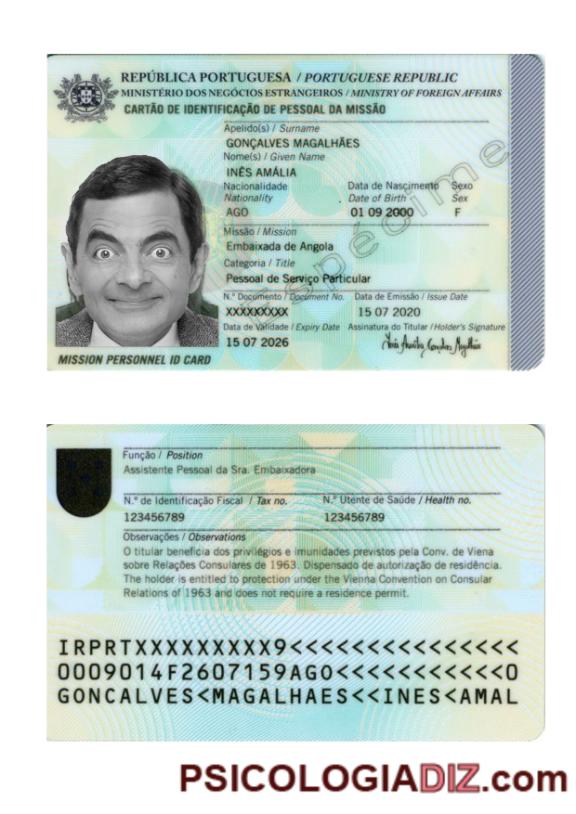 REPÚBLICA PORTUGUESA / PORTUGUESE REPUBLIC
MINISTÉRIO DOS NEGÓCIOS ESTRANGEIROS / MINISTRY OF FOREIGN AFFAIRS
CARTÃO DE IDENTIFICAÇÃO DE PESSOAL DA MISSÃO
Apelido(s) / Surname
GONÇALVES MAGALHÃES
Nome(s) / Given Name
INÊS AMÁLIA
Nacionalidade Data de Nascimento Sexo
Nationality Date of Birth Sex
AGO 01 09 2000 F
Missão / Mission
Embaixada de Angola
Categoria / Title
Pessoal de Serviço Particular
N.º Documento / Document No. Data de Emissão / Issue Date
XXXXXXXXX 15 07 2020
Data de Validade / Expiry Date Assinatura do Titular / Holder's Signature
15 07 2026 Inês Amália Gonçalves Magalhães
Espécime
MISSION PERSONNEL ID CARD
Função / Position
Assistente Pessoal da Sra. Embaixadora
N.º de Identificação Fiscal / Tax no. N.º Utente de Saúde / Health no.
123456789 123456789
Observações / Observations
O titular beneficia dos privilégios e imunidades previstos pela Conv. de Viena
sobre Relações Consulares de 1963. Dispensado de autorização de residência.
The holder is entitled to protection under the Vienna Convention on Consular
Relations of 1963 and does not require a residence permit.
IRPRTXXXXXXXXX9<<<<<<<<<<<<<<<
0009014F2607159AGO<<<<<<<<<<<0
GONCALVES<MAGALHAES<<INES<AMAL
PSICOLOGIADIZ.com